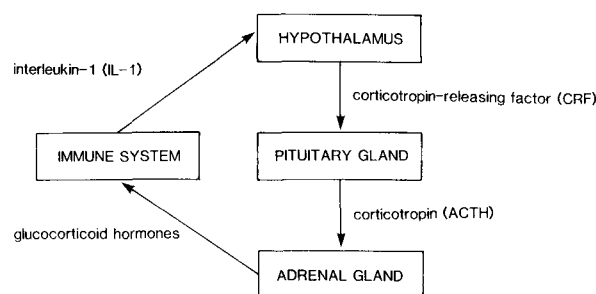 HYPOTHALAMUS
interleukin-1 (IL-1)
corticotropin-releasing factor (CRF)
IMMUNE SYSTEM
PITUITARY GLAND
corticotropin (ACTH)
glucocorticoid hormones
ADRENAL GLAND